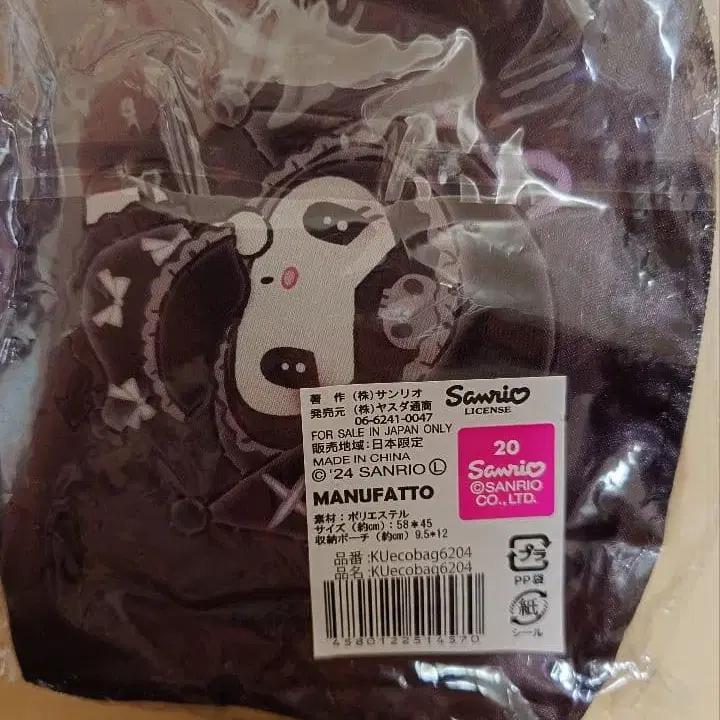 著　作 (株)サンリオ
発売元 (株)ヤスダ通商
06-6241-0047
FOR SALE IN JAPAN ONLY
販売地域:日本限定
MADE IN CHINA
©'24 SANRIO Ⓛ
MANUFATTO
素材：ポリエステル
サイズ (約cm)：58*45
収納ポーチ (約cm) 9.5*12
品番：KUecobag6204
品名：KUecobag6204
4580122514570
Sanrio
LICENSE
20
Sanrio
©SANRIO
CO.,LTD.
プラ
PP袋
紙
シール